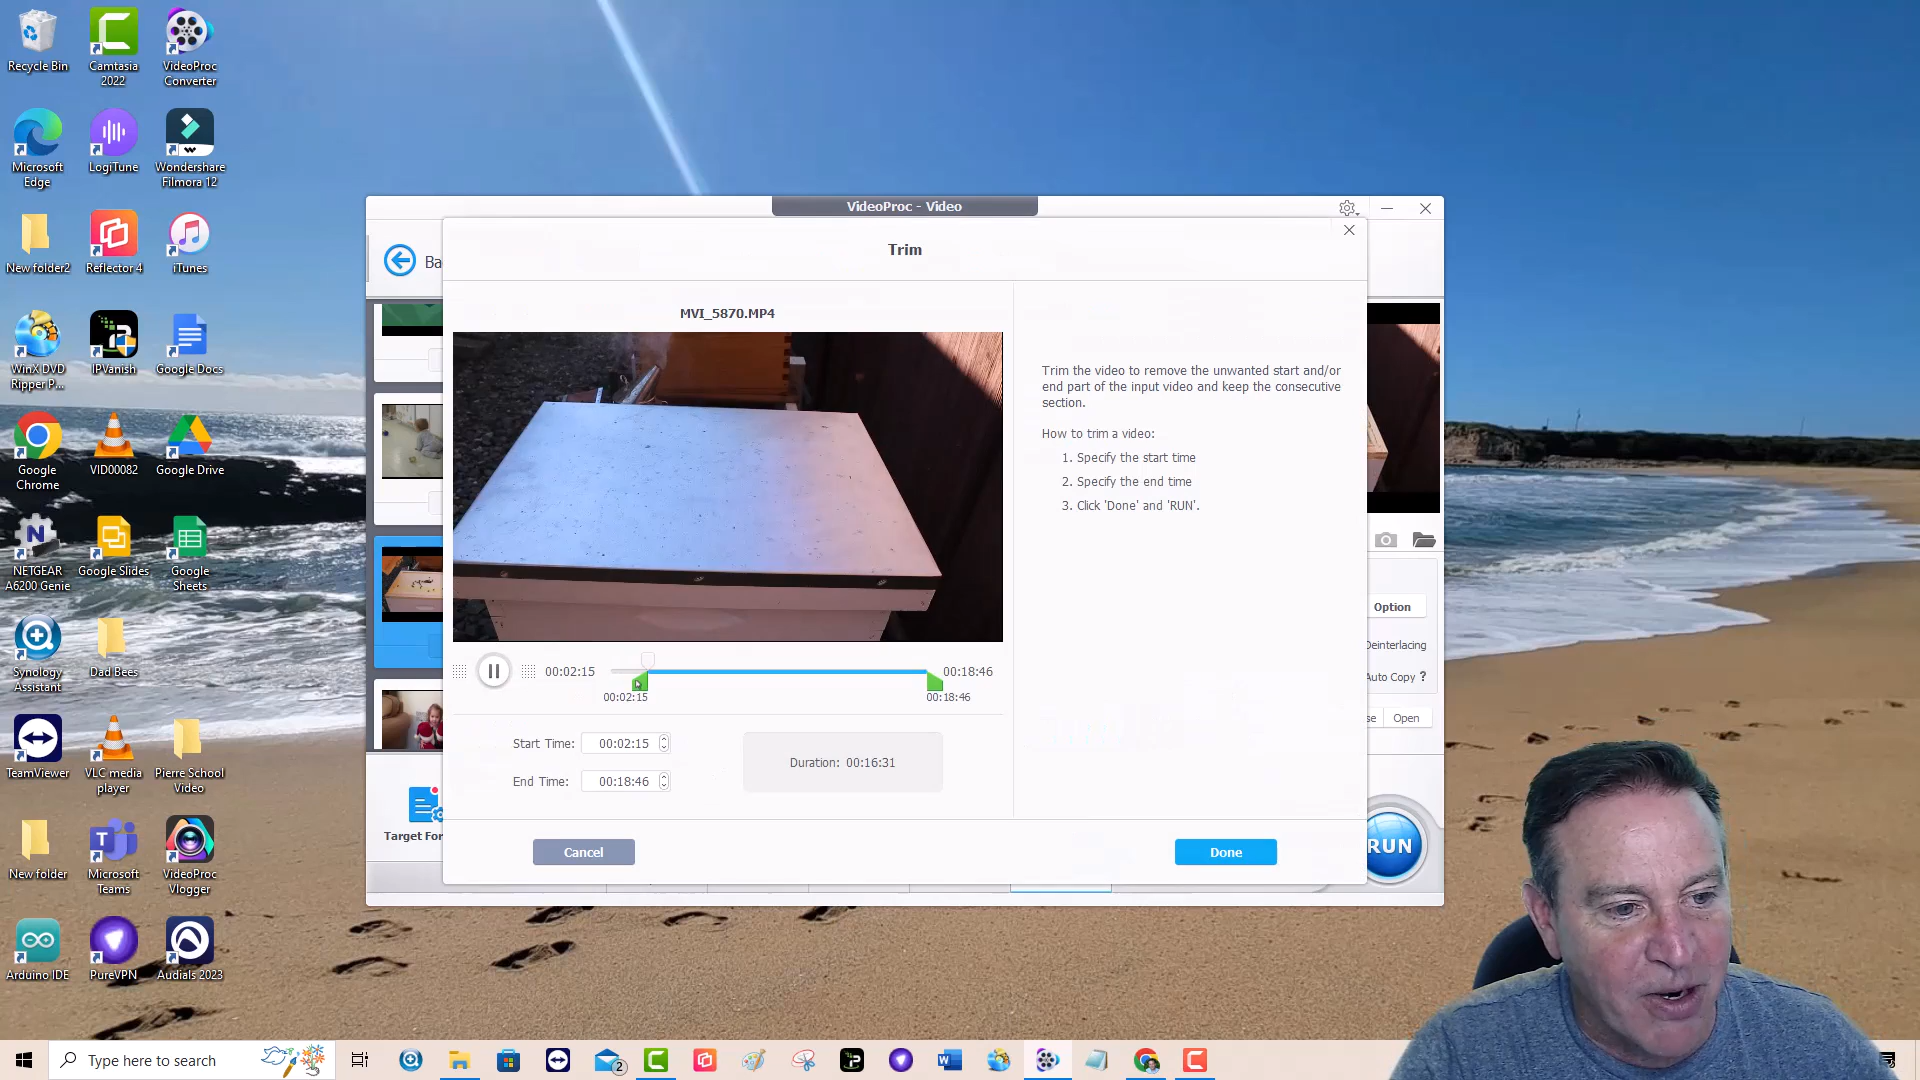 Recycle Bin
Camtasia 2022
VideoProc Converter
Microsoft Edge
LogiTune
Wondershare Filmora 12
New folder2
Reflector 4
iTunes
WinX DVD Ripper P...
IPVanish
Google Docs
Google Chrome
VID00082
Google Drive
NETGEAR A6200 Genie
Google Slides
Google Sheets
Synology Assistant
Dad Bees
TeamViewer
VLC media player
Pierre School Video
New folder
Microsoft Teams
VideoProc Vlogger
Arduino IDE
PureVPN
Audials 2023
VideoProc - Video
Ba
Trim
MVI_5870.MP4
Trim the video to remove the unwanted start and/or
end part of the input video and keep the consecutive
section.
How to trim a video:
1. Specify the start time
2. Specify the end time
3. Click 'Done' and 'RUN'.
00:02:15
00:18:46
00:02:15
00:18:46
Start Time: 00:02:15
End Time: 00:18:46
Duration: 00:16:31
Cancel
Done
Option
Deinterlacing
Auto Copy ?
se
Open
Target For
RUN
Type here to search
2